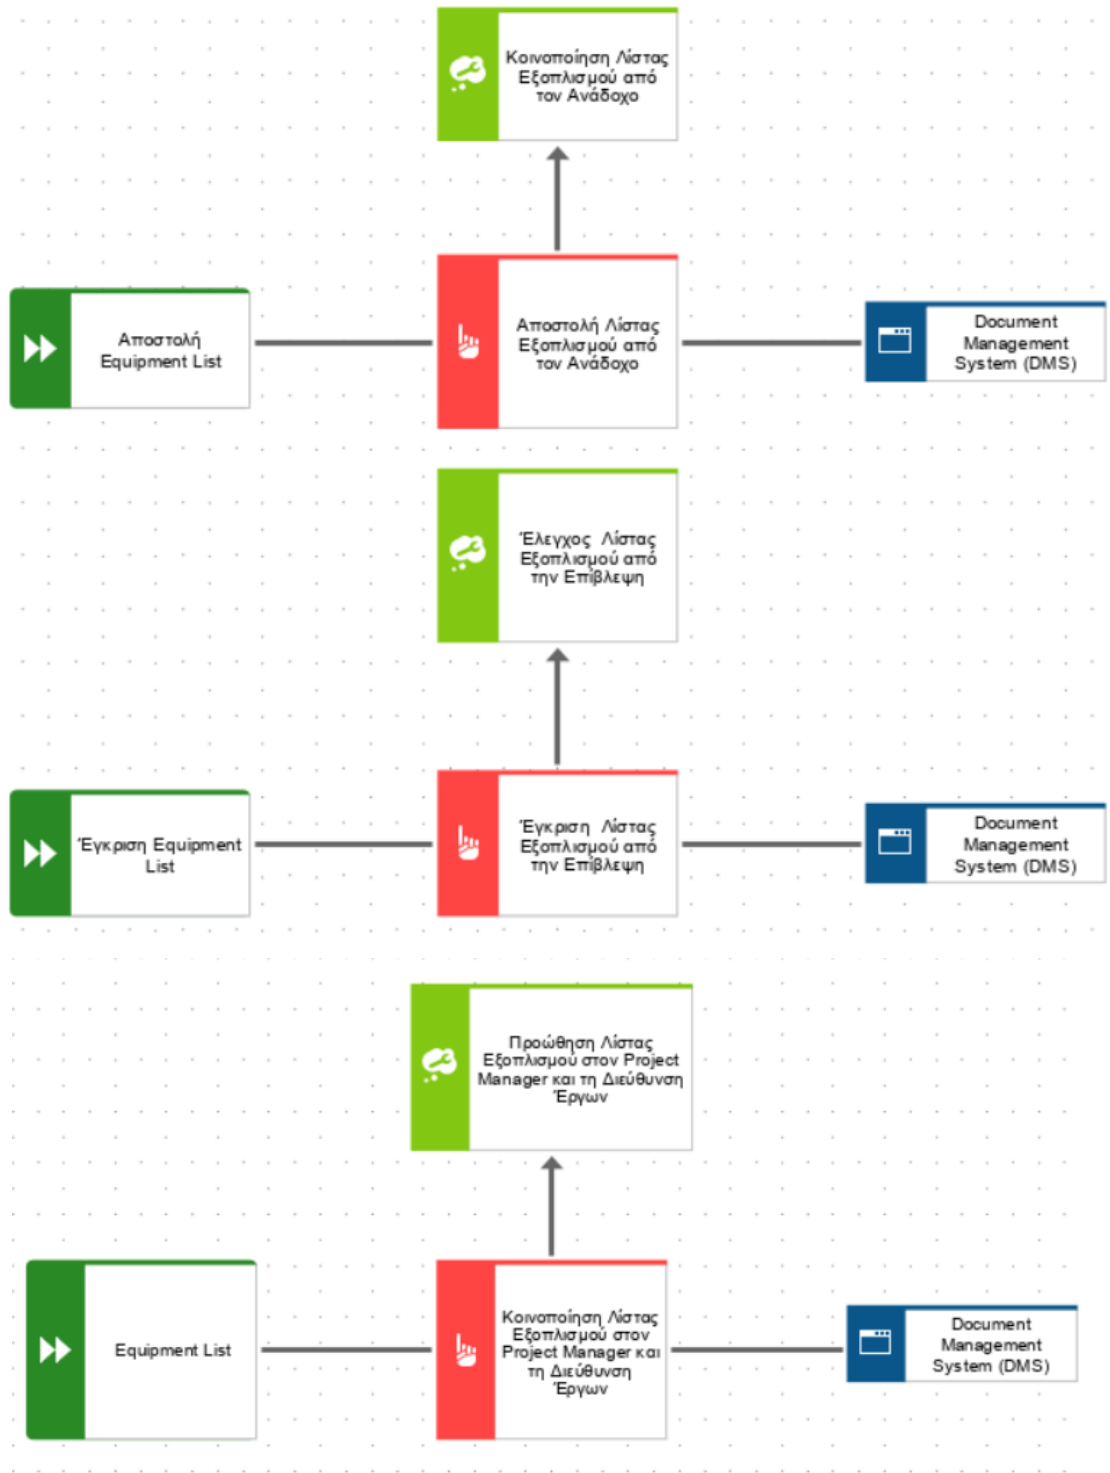 Κοινοποίηση Λίστας
Εξοπλισμού από
τον Ανάδοχο
Αποστολή
Equipment List
Αποστολή Λίστας
Εξοπλισμού από
τον Ανάδοχο
Document
Management
System (DMS)
Έλεγχος Λίστας
Εξοπλισμού από
την Επίβλεψη
Έγκριση Equipment
List
Έγκριση Λίστας
Εξοπλισμού από
την Επίβλεψη
Document
Management
System (DMS)
Προώθηση Λίστας
Εξοπλισμού στον Project
Manager και τη Διεύθυνση
Έργων
Equipment List
Κοινοποίηση Λίστας
Εξοπλισμού στον
Project Manager και
τη Διεύθυνση
Έργων
Document
Management
System (DMS)